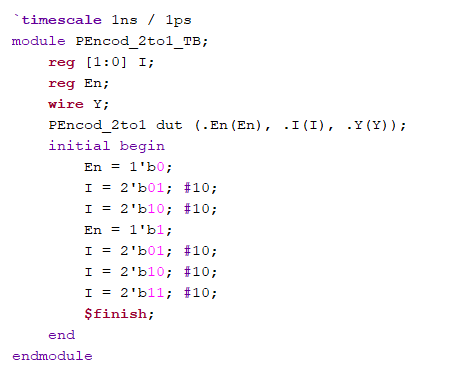 `timescale 1ns / 1ps
module PEncod_2to1_TB;
    reg [1:0] I;
    reg En;
    wire Y;
    PEncod_2to1 dut (.En(En), .I(I), .Y(Y));
    initial begin
        En = 1'b0;
        I = 2'b01; #10;
        I = 2'b10; #10;
        En = 1'b1;
        I = 2'b01; #10;
        I = 2'b10; #10;
        I = 2'b11; #10;
        $finish;
    end
endmodule